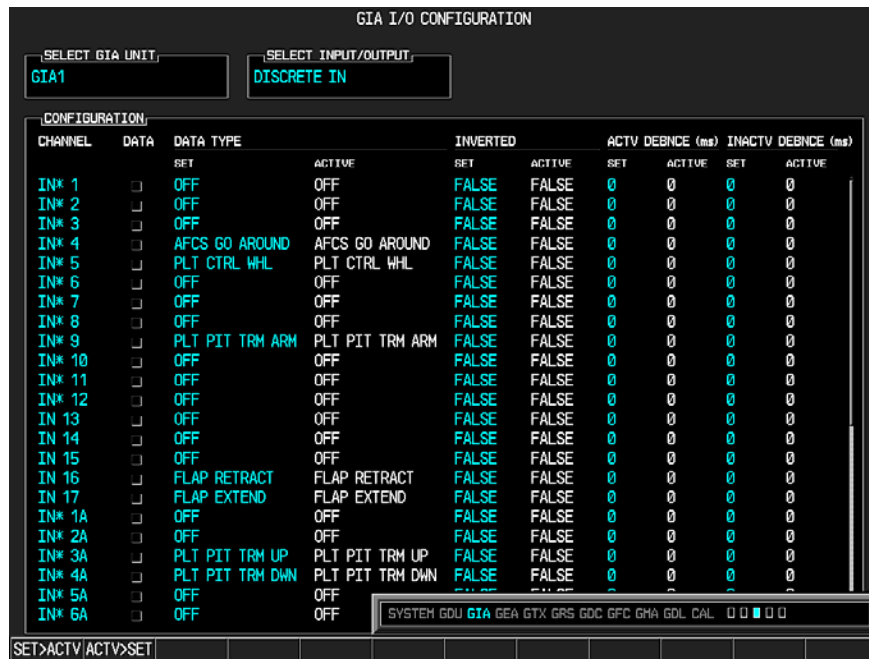 GIA I/O CONFIGURATION
SELECT GIA UNIT SELECT INPUT/OUTPUT
GIA1 DISCRETE IN
CONFIGURATION
CHANNEL DATA DATA TYPE INVERTED ACTV DEBNCE (ms) INACTV DEBNCE (ms)
SET ACTIVE SET ACTIVE SET ACTIVE SET ACTIVE
IN* 1 OFF OFF FALSE FALSE 0 0 0 0
IN* 2 OFF OFF FALSE FALSE 0 0 0 0
IN* 3 OFF OFF FALSE FALSE 0 0 0 0
IN* 4 AFCS GO AROUND AFCS GO AROUND FALSE FALSE 0 0 0 0
IN* 5 PLT CTRL WHL PLT CTRL WHL FALSE FALSE 0 0 0 0
IN* 6 OFF OFF FALSE FALSE 0 0 0 0
IN* 7 OFF OFF FALSE FALSE 0 0 0 0
IN* 8 OFF OFF FALSE FALSE 0 0 0 0
IN* 9 PLT PIT TRM ARM PLT PIT TRM ARM FALSE FALSE 0 0 0 0
IN* 10 OFF OFF FALSE FALSE 0 0 0 0
IN* 11 OFF OFF FALSE FALSE 0 0 0 0
IN* 12 OFF OFF FALSE FALSE 0 0 0 0
IN 13 OFF OFF FALSE FALSE 0 0 0 0
IN 14 OFF OFF FALSE FALSE 0 0 0 0
IN 15 OFF OFF FALSE FALSE 0 0 0 0
IN 16 FLAP RETRACT FLAP RETRACT FALSE FALSE 0 0 0 0
IN 17 FLAP EXTEND FLAP EXTEND FALSE FALSE 0 0 0 0
IN* 1A OFF OFF FALSE FALSE 0 0 0 0
IN* 2A OFF OFF FALSE FALSE 0 0 0 0
IN* 3A PLT PIT TRM UP PLT PIT TRM UP FALSE FALSE 0 0 0 0
IN* 4A PLT PIT TRM DWN PLT PIT TRM DWN FALSE FALSE 0 0 0 0
IN* 5A OFF OFF
IN* 6A OFF OFF
SYSTEM GDU GIA GEA GTX GRS GDC GFC GMA GDL CAL
SET>ACTV ACTV>SET